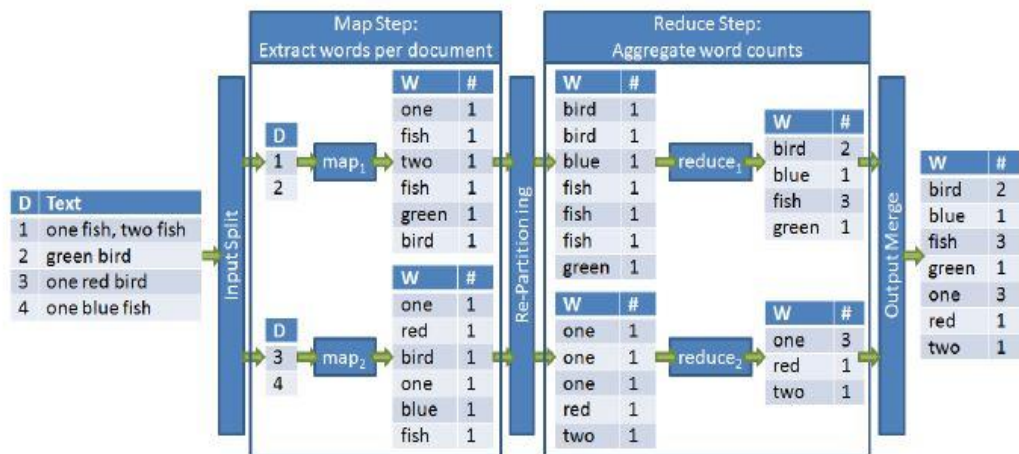 Map Step:
Extract words per document
Reduce Step:
Aggregate word counts
D Text
1 one fish, two fish
2 green bird
3 one red bird
4 one blue fish
Input Split
D
1
2
map1
W #
one 1
fish 1
two 1
fish 1
green 1
bird 1
D
3
4
map2
W #
one 1
red 1
bird 1
one 1
blue 1
fish 1
Re-Partitioning
W #
bird 1
bird 1
blue 1
fish 1
fish 1
fish 1
green 1
reduce1
W #
bird 2
blue 1
fish 3
green 1
W #
one 1
one 1
one 1
red 1
two 1
reduce2
W #
one 3
red 1
two 1
Output Merge
W #
bird 2
blue 1
fish 3
green 1
one 3
red 1
two 1